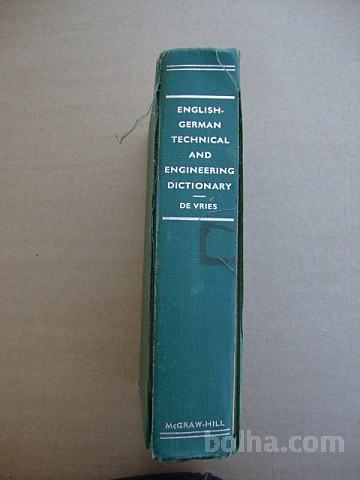 ENGLISH-
GERMAN
TECHNICAL
AND
ENGINEERING
DICTIONARY
DE VRIES
McGRAW-HILL
bolha.com